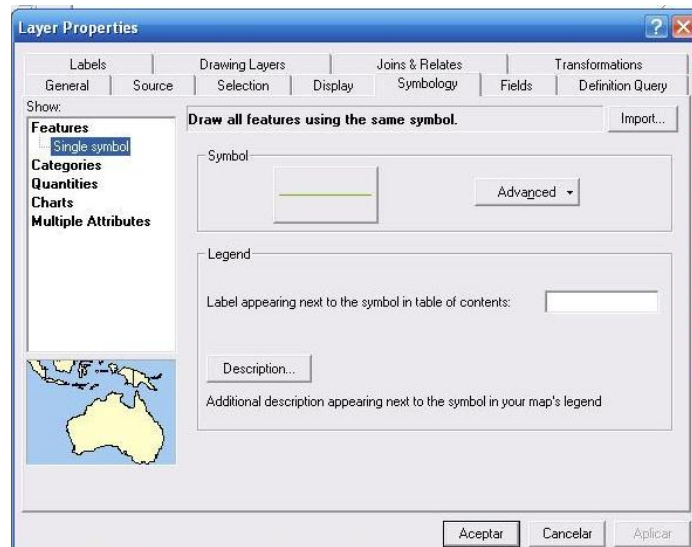 Layer Properties
Labels Drawing Layers Joins & Relates Transformations
General Source Selection Display Symbology Fields Definition Query
Show:
Features
Single symbol
Categories
Quantities
Charts
Multiple Attributes
Draw all features using the same symbol.
Import...
Symbol
Advanced
Legend
Label appearing next to the symbol in table of contents:
Description...
Additional description appearing next to the symbol in your map's legend
Aceptar Cancelar Aplicar